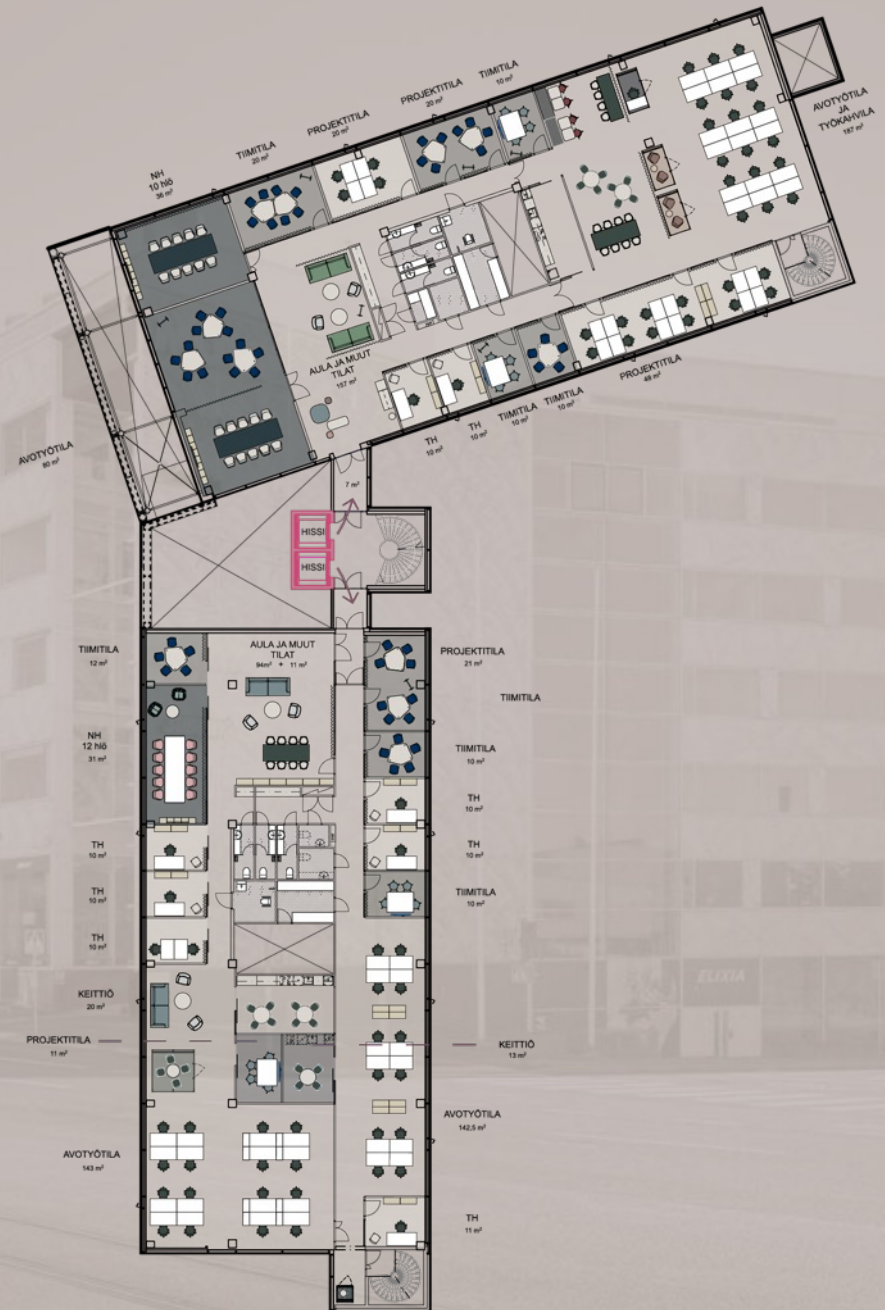 TIIMITILA
10 m²
PROJEKTITILA
20 m²
PROJEKTITILA
20 m²
TIIMITILA
20 m²
NH
10 hlö
36 m²
AVOTYÖTILA
JA
TYÖKAHVILA
187 m²
AULA JA MUUT
TILAT
157 m²
PROJEKTITILA
49 m²
TIIMITILA
10 m²
TIIMITILA
10 m²
TH
10 m²
TH
10 m²
AVOTYÖTILA
80 m²
7 m²
HISSI
HISSI
TIIMITILA
12 m²
AULA JA MUUT
TILAT
94m² + 11 m²
PROJEKTITILA
21 m²
TIIMITILA
NH
12 hlö
31 m²
TIIMITILA
10 m²
TH
10 m²
TH
10 m²
TH
10 m²
TH
10 m²
TIIMITILA
10 m²
TH
10 m²
ELIXIA
KEITTIÖ
20 m²
PROJEKTITILA
11 m²
KEITTIÖ
13 m²
AVOTYÖTILA
142,5 m²
AVOTYÖTILA
143 m²
TH
11 m²